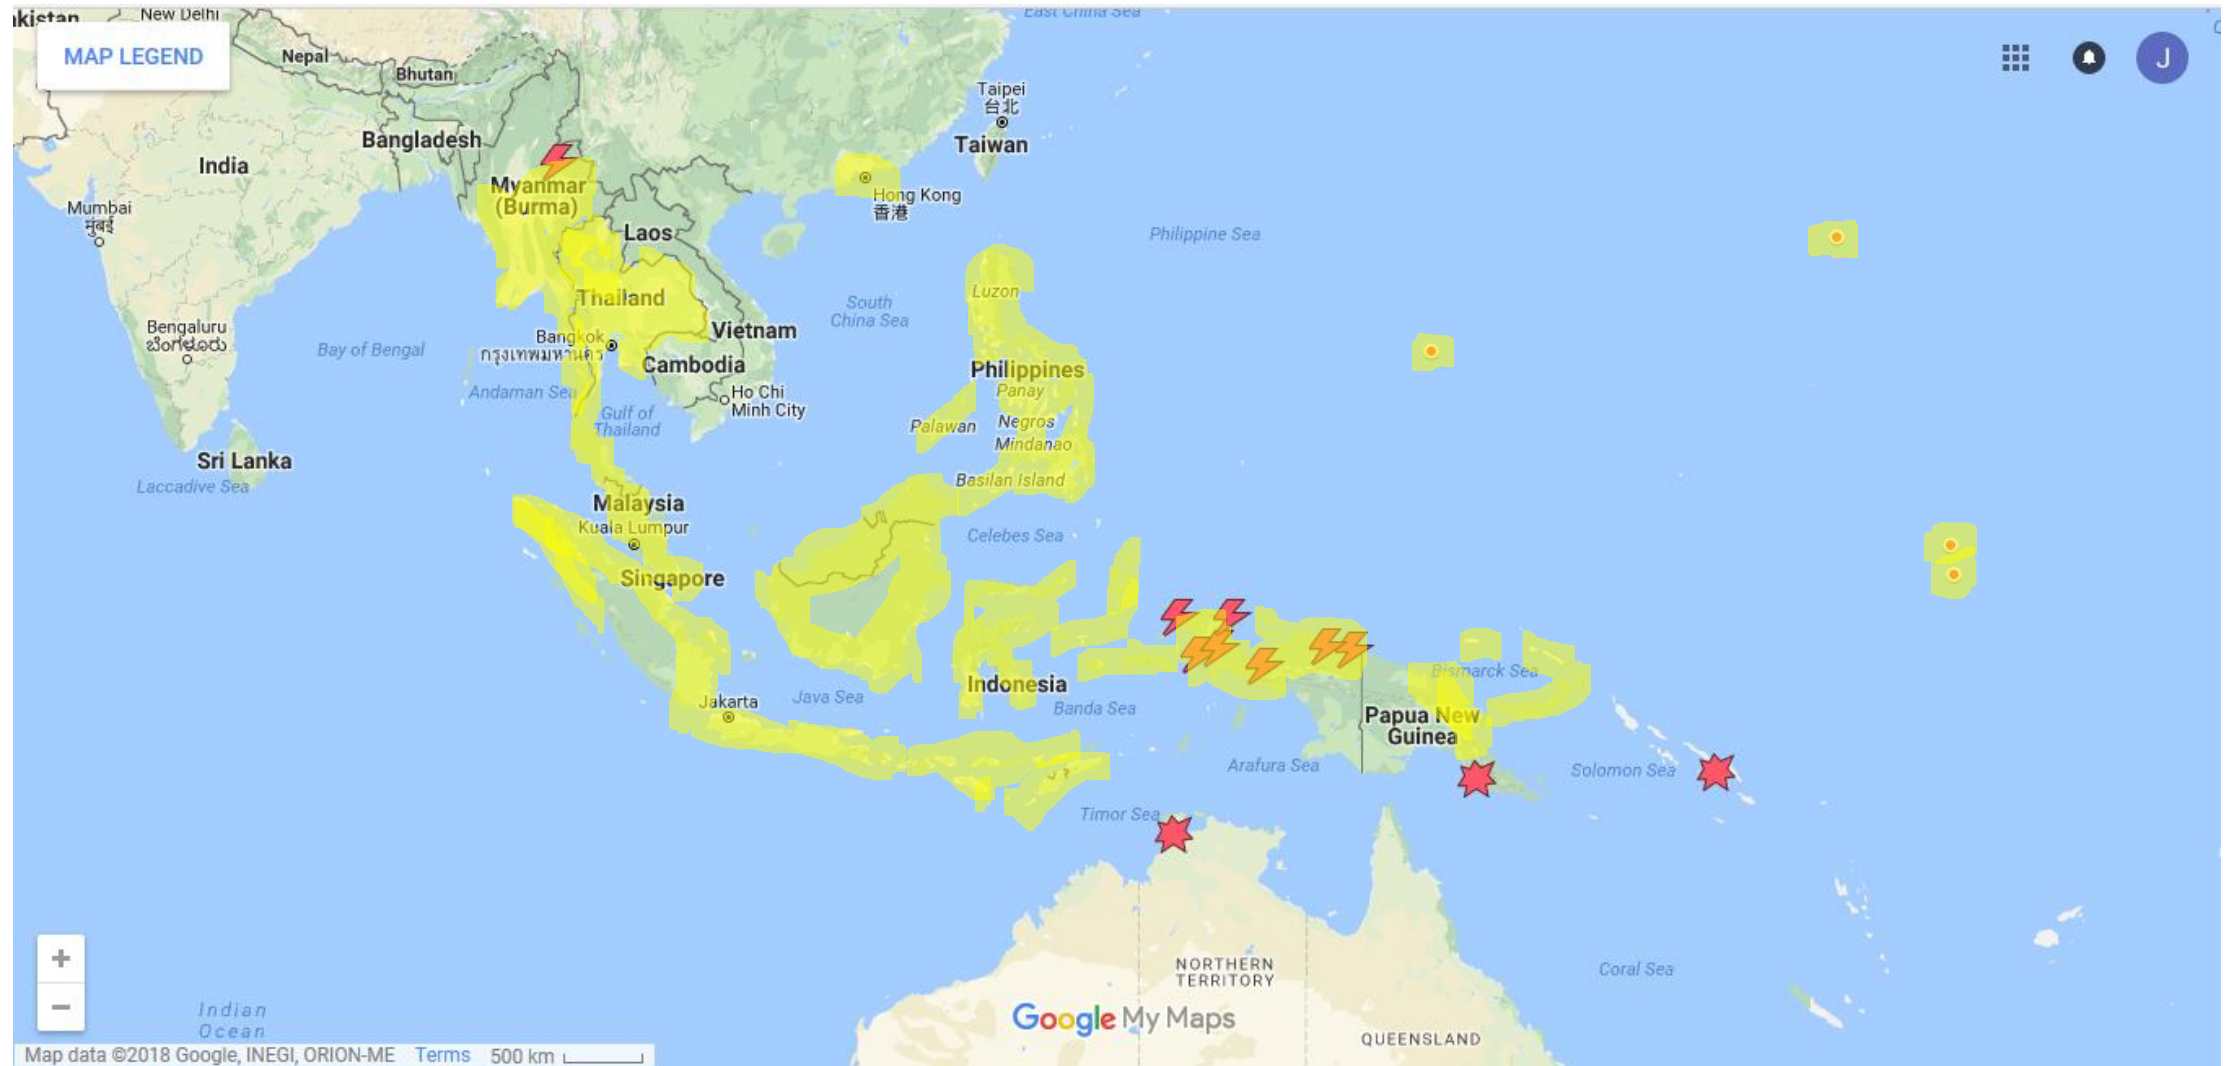 East China Sea
New Delhi
MAP LEGEND
Nepal
Bhutan
J
Taipei
台北
Bangladesh
Taiwan
India
Myanmar
(Burma)
Hong Kong
香港
Mumbai
मुंबई
Laos
Philippine Sea
Luzon
Thailand
South
China Sea
Bengaluru
ಬೆಂಗಳೂರು
Vietnam
Bangkok
กรุงเทพมหานคร
Bay of Bengal
Cambodia
Philippines
Panay
Andaman Sea
Ho Chi
Minh City
Gulf of
Thailand
Palawan
Negros
Mindanao
Sri Lanka
Laccadive Sea
Basilan Island
Malaysia
Kuala Lumpur
Celebes Sea
Singapore
Indonesia
Bismarck Sea
Java Sea
Jakarta
Banda Sea
Papua New
Guinea
Arafura Sea
Solomon Sea
Timor Sea
NORTHERN
TERRITORY
Coral Sea
Indian
Ocean
Google My Maps
QUEENSLAND
+
−
Map data ©2018 Google, INEGI, ORION-ME Terms 500 km